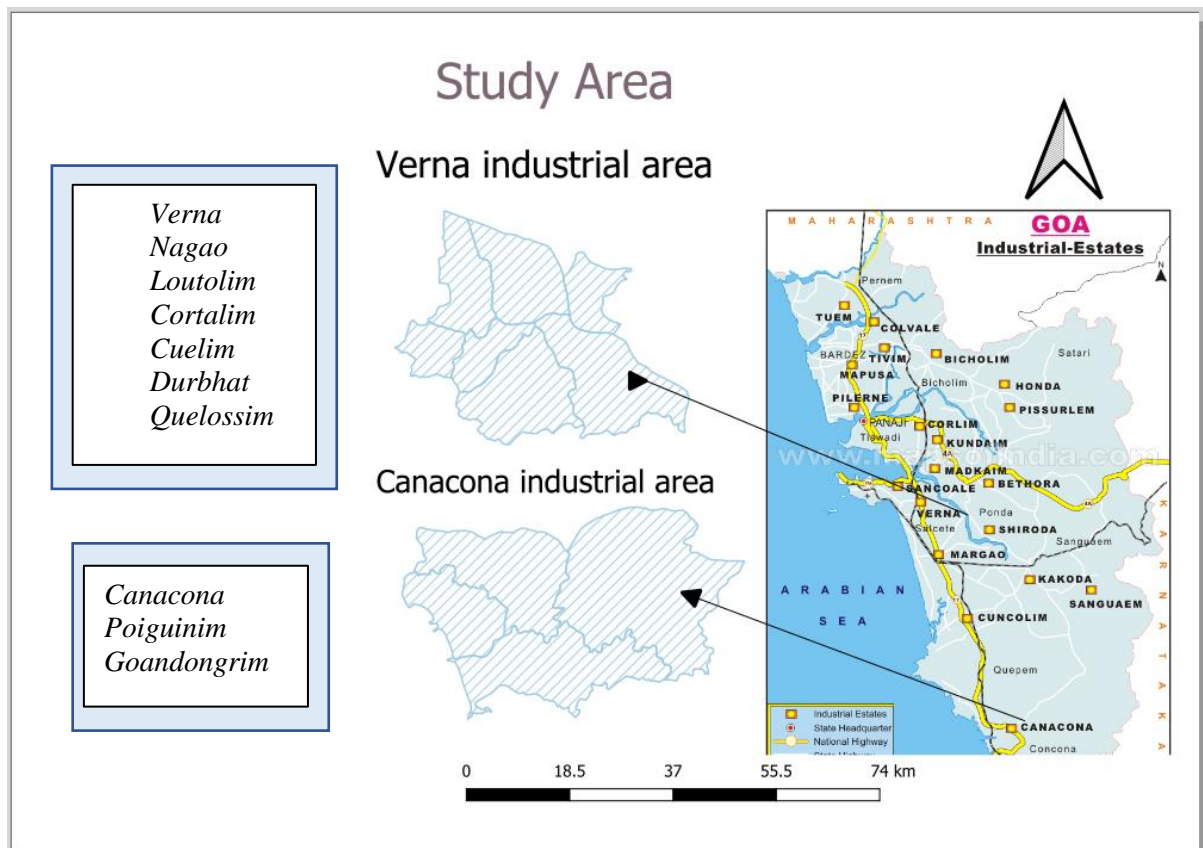 Study Area
Verna industrial area
Verna
Nagao
Loutolim
Cortalim
Cuelim
Durbhat
Quelossim
Canacona industrial area
Canacona
Poiguinim
Goandongrim
MAHARASHTRA
GOA
Industrial-Estates
N
Pernem
TUEM
COLVALE
BARDEZ
TIVIM
BICHOLIM
Satari
MAPUSA
Bicholim
HONDA
PILERNE
PISSURLEM
PANAJI
CORLIM
Tiswadi
KUNDAIM
4A
MADKAIM
SANCOALE
BETHORA
4A
VERNA
Ponda
Salcete
SHIRODA
Sanguaem
MARGAO
KAKODA
ARABIAN
SEA
SANGUAEM
CUNCOLIM
KARNATAKA
Quepem
CANACONA
Concona
Industrial Estates
State Headquarter
National Highway
0 18.5 37 55.5 74 km